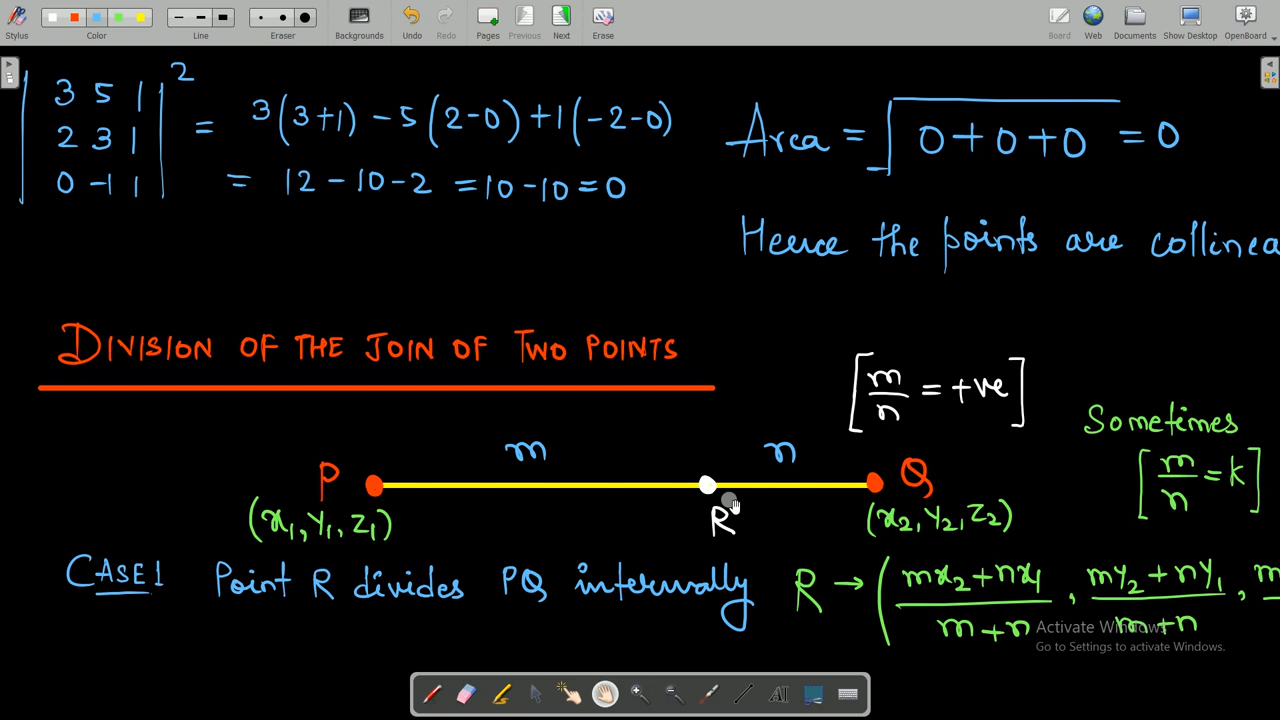 Stylus Color Line Eraser Backgrounds Undo Redo Pages Previous Next Erase Board Web Documents Show Desktop OpenBoard
| 3 5 1 |² = 3(3+1) - 5(2-0) + 1(-2-0)
| 2 3 1 |
| 0 -1 1 | = 12 - 10 - 2 = 10 - 10 = 0
Area = √0+0+0 = 0
Hence the points are collinea
DIVISION OF THE JOIN OF TWO POINTS
[m/n = +ve]
Sometimes
[m/n = k]
m n
P Q
R
(x₁, y₁, z₁) (x₂, y₂, z₂)
CASE 1 Point R divides PQ internally R → (mx₂+nx₁/m+n, my₂+ny₁/m+n, m
Activate Windows
Go to Settings to activate Windows.